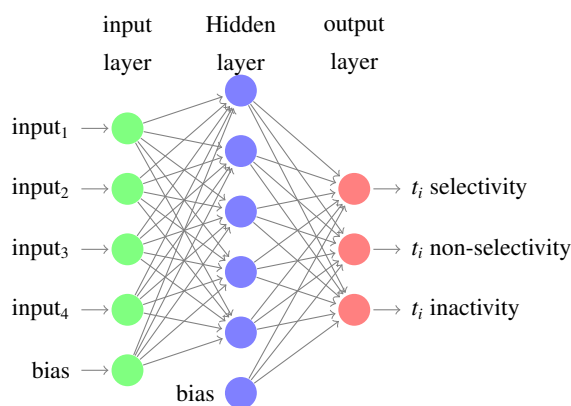 input Hidden output
layer layer layer
input₁
input₂
input₃
input₄
bias
bias
tᵢ selectivity
tᵢ non-selectivity
tᵢ inactivity